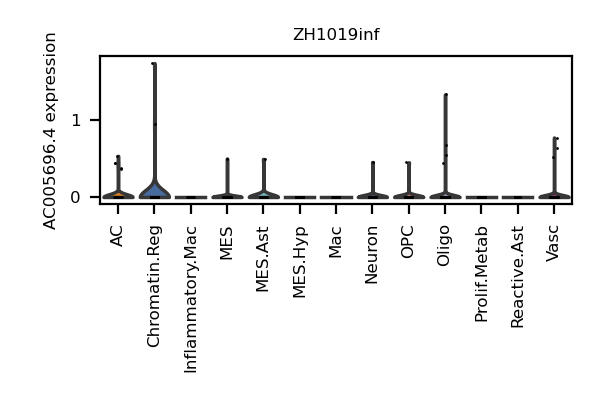 ZH1019inf
AC005696.4 expression
1
0
AC
Chromatin.Reg
Inflammatory.Mac
MES
MES.Ast
MES.Hyp
Mac
Neuron
OPC
Oligo
Prolif.Metab
Reactive.Ast
Vasc